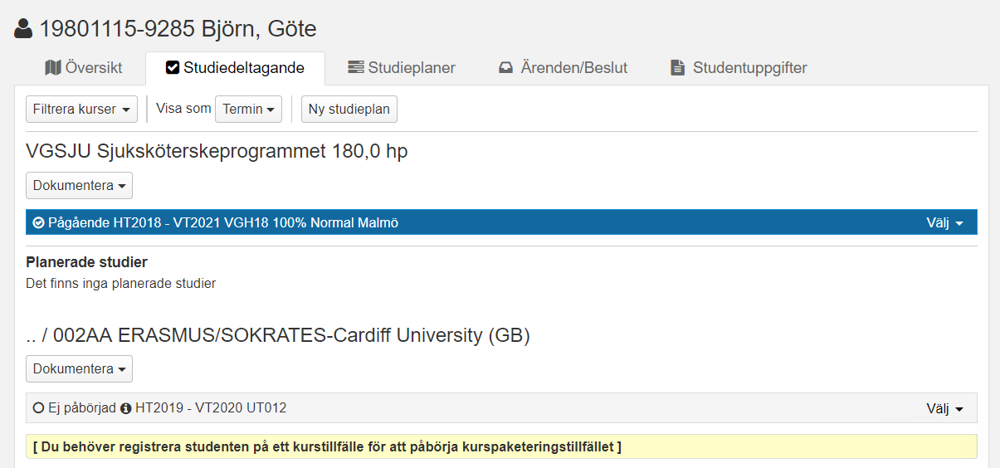 19801115-9285 Björn, Göte
Översikt Studiedeltagande Studieplaner Ärenden/Beslut Studentuppgifter
Filtrera kurser Visa som Termin Ny studieplan
VGSJU Sjuksköterskeprogrammet 180,0 hp
Dokumentera
Pågående HT2018 - VT2021 VGH18 100% Normal Malmö Välj
Planerade studier
Det finns inga planerade studier
.. / 002AA ERASMUS/SOKRATES-Cardiff University (GB)
Dokumentera
Ej påbörjad HT2019 - VT2020 UT012 Välj
[ Du behöver registrera studenten på ett kurstillfälle för att påbörja kurspaketeringstillfället ]